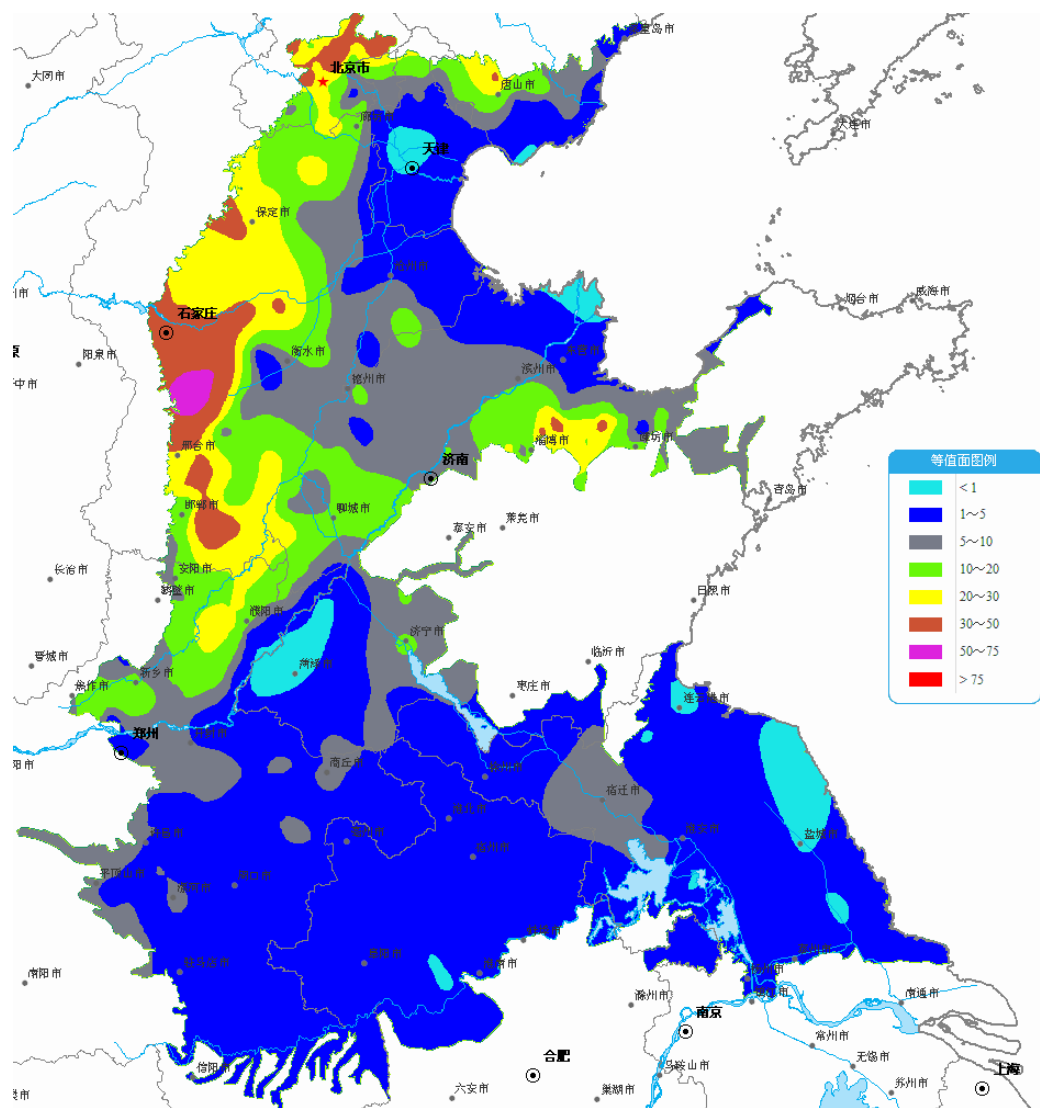 大同市
北京市
唐山市
大连市
天津
保定市
沧州市
烟台市
威海市
石家庄
阳泉市
衡水市
德州市
滨州市
东营市
邢台市
淄博市
潍坊市
济南
邯郸市
聊城市
青岛市
莱芜市
泰安市
长治市
安阳市
鹤壁市
濮阳市
日照市
济宁市
晋城市
新乡市
焦作市
菏泽市
临沂市
枣庄市
连云港市
郑州
开封市
商丘市
徐州市
宿迁市
淮北市
许昌市
亳州市
宿州市
淮安市
盐城市
平顶山市
漯河市
周口市
蚌埠市
驻马店市
阜阳市
淮南市
南阳市
滁州市
南通市
南京
常州市
合肥
信阳市
六安市
巢湖市
马鞍山市
无锡市
苏州市
上海
等值面图例
< 1
1～5
5～10
10～20
20～30
30～50
50～75
> 75